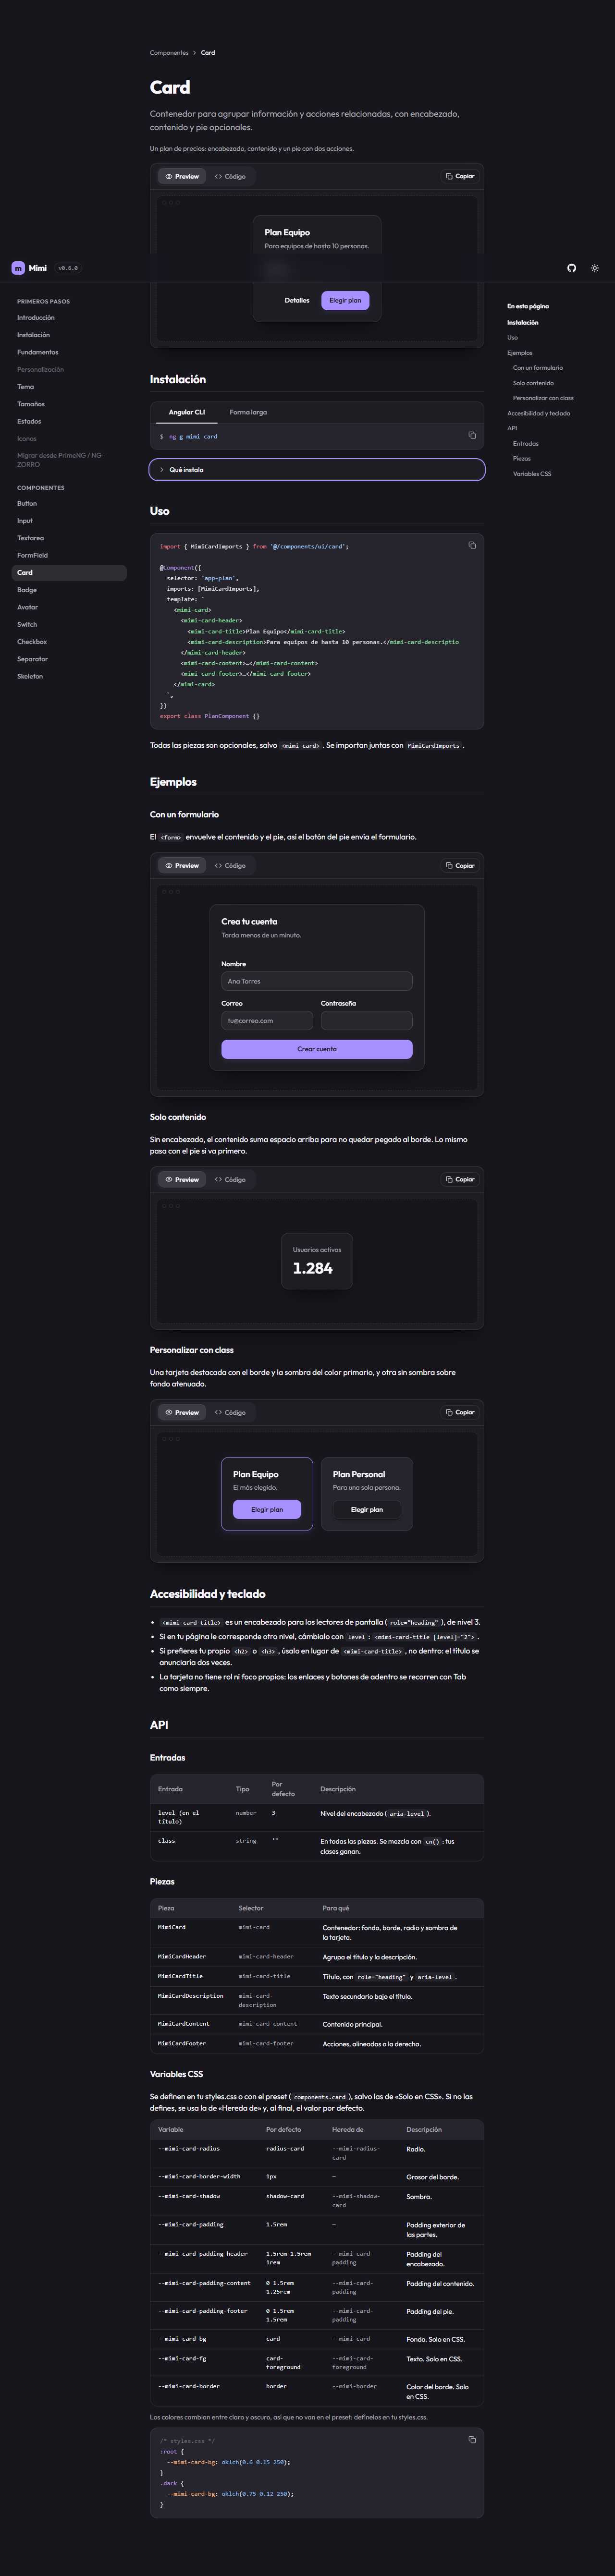 Componentes > Card
Card
Contenedor para agrupar información y acciones relacionadas, con encabezado,
contenido y pie opcionales.
Un plan de precios: encabezado, contenido y un pie con dos acciones.
Preview
Código
Copiar
Plan Equipo
Para equipos de hasta 10 personas.
Detalles
Elegir plan
m Mimi v0.6.0
PRIMEROS PASOS
Introducción
Instalación
Fundamentos
Personalización
Tema
Tamaños
Estados
Iconos
Migrar desde PrimeNG / NG-
ZORRO
COMPONENTES
Button
Input
Textarea
FormField
Card
Badge
Avatar
Switch
Checkbox
Separator
Skeleton
En esta página
Instalación
Uso
Ejemplos
Con un formulario
Solo contenido
Personalizar con class
Accesibilidad y teclado
API
Entradas
Piezas
Variables CSS
Instalación
Angular CLI
Forma larga
$ ng g mimi card
> Qué instala
Uso
import { MimiCardImports } from '@/components/ui/card';
@Component({
selector: 'app-plan',
imports: [MimiCardImports],
template: `
<mimi-card>
<mimi-card-header>
<mimi-card-title>Plan Equipo</mimi-card-title>
<mimi-card-description>Para equipos de hasta 10 personas.</mimi-card-descriptio
</mimi-card-header>
<mimi-card-content>…</mimi-card-content>
<mimi-card-footer>…</mimi-card-footer>
</mimi-card>
`,
})
export class PlanComponent {}
Todas las piezas son opcionales, salvo <mimi-card>. Se importan juntas con MimiCardImports.
Ejemplos
Con un formulario
El <form> envuelve el contenido y el pie, así el botón del pie envía el formulario.
Preview
Código
Copiar
Crea tu cuenta
Tarda menos de un minuto.
Nombre
Ana Torres
Correo
Contraseña
tu@correo.com
Crear cuenta
Solo contenido
Sin encabezado, el contenido suma espacio arriba para no quedar pegado al borde. Lo mismo
pasa con el pie si va primero.
Preview
Código
Copiar
Usuarios activos
1.284
Personalizar con class
Una tarjeta destacada con el borde y la sombra del color primario, y otra sin sombra sobre
fondo atenuado.
Preview
Código
Copiar
Plan Equipo
El más elegido.
Elegir plan
Plan Personal
Para una sola persona.
Elegir plan
Accesibilidad y teclado
• <mimi-card-title> es un encabezado para los lectores de pantalla (role="heading"), de nivel 3.
• Si en tu página le corresponde otro nivel, cámbialo con level: <mimi-card-title [level]="2">.
• Si prefieres tu propio <h2> o <h3>, úsalo en lugar de <mimi-card-title>, no dentro: el título se
anunciaría dos veces.
• La tarjeta no tiene rol ni foco propios: los enlaces y botones de adentro se recorren con Tab
como siempre.
API
Entradas
Entrada Tipo Por defecto Descripción
level (en el título) number 3 Nivel del encabezado (aria-level).
class string '' En todas las piezas. Se mezcla con cn(): tus clases ganan.
Piezas
Pieza Selector Para qué
MimiCard mimi-card Contenedor: fondo, borde, radio y sombra de la tarjeta.
MimiCardHeader mimi-card-header Agrupa el título y la descripción.
MimiCardTitle mimi-card-title Título, con role="heading" y aria-level.
MimiCardDescription mimi-card-description Texto secundario bajo el título.
MimiCardContent mimi-card-content Contenido principal.
MimiCardFooter mimi-card-footer Acciones, alineadas a la derecha.
Variables CSS
Se definen en tu styles.css o con el preset (components.card), salvo las de «Solo en CSS». Si no las
defines, se usa la de «Hereda de» y, al final, el valor por defecto.
Variable Por defecto Hereda de Descripción
--mimi-card-radius radius-card --mimi-radius-card Radio.
--mimi-card-border-width 1px — Grosor del borde.
--mimi-card-shadow shadow-card --mimi-shadow-card Sombra.
--mimi-card-padding 1.5rem — Padding exterior de las partes.
--mimi-card-padding-header 1.5rem 1.5rem 1rem --mimi-card-padding Padding del encabezado.
--mimi-card-padding-content 0 1.5rem 1.25rem --mimi-card-padding Padding del contenido.
--mimi-card-padding-footer 0 1.5rem 1.5rem --mimi-card-padding Padding del pie.
--mimi-card-bg card --mimi-card Fondo. Solo en CSS.
--mimi-card-fg card-foreground --mimi-card-foreground Texto. Solo en CSS.
--mimi-card-border border --mimi-border Color del borde. Solo en CSS.
Los colores cambian entre claro y oscuro, así que no van en el preset: defínelos en tu styles.css.
/* styles.css */
:root {
--mimi-card-bg: oklch(0.6 0.15 250);
}
.dark {
--mimi-card-bg: oklch(0.75 0.12 250);
}